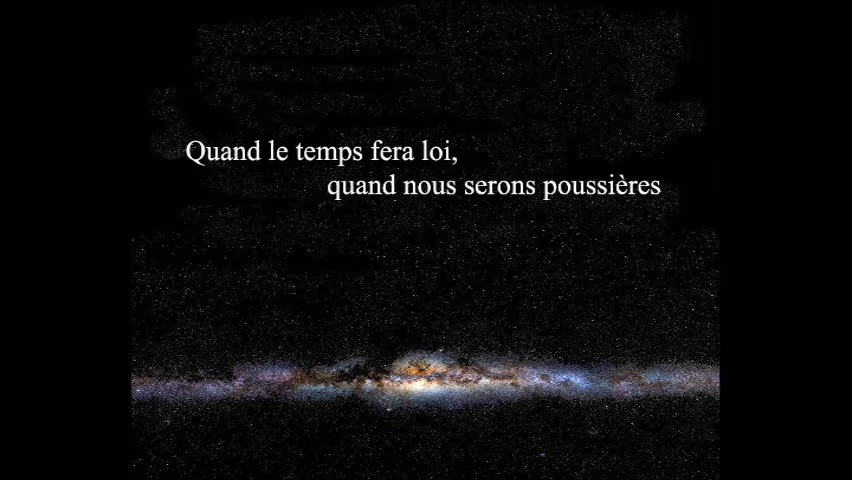 Quand le temps fera loi,
quand nous serons poussières